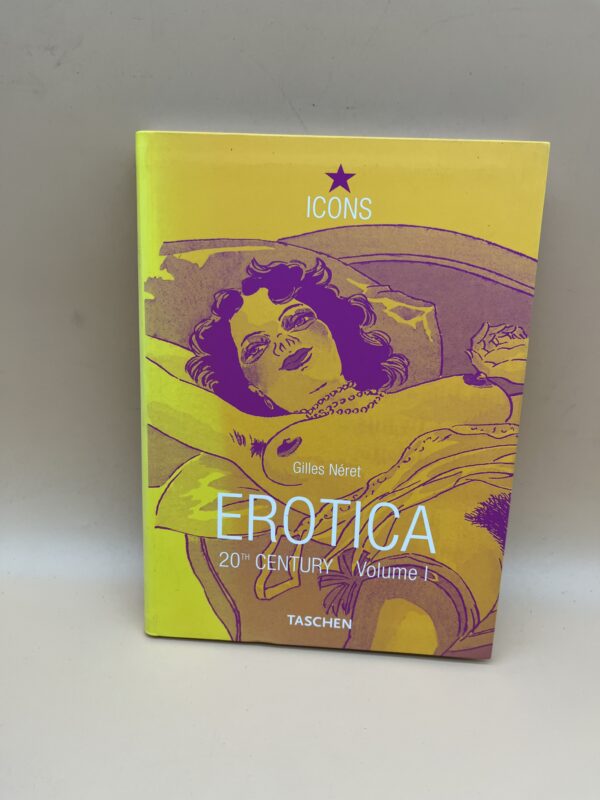 ICONS
Gilles Néret
EROTICA
20TH CENTURY Volume I
TASCHEN